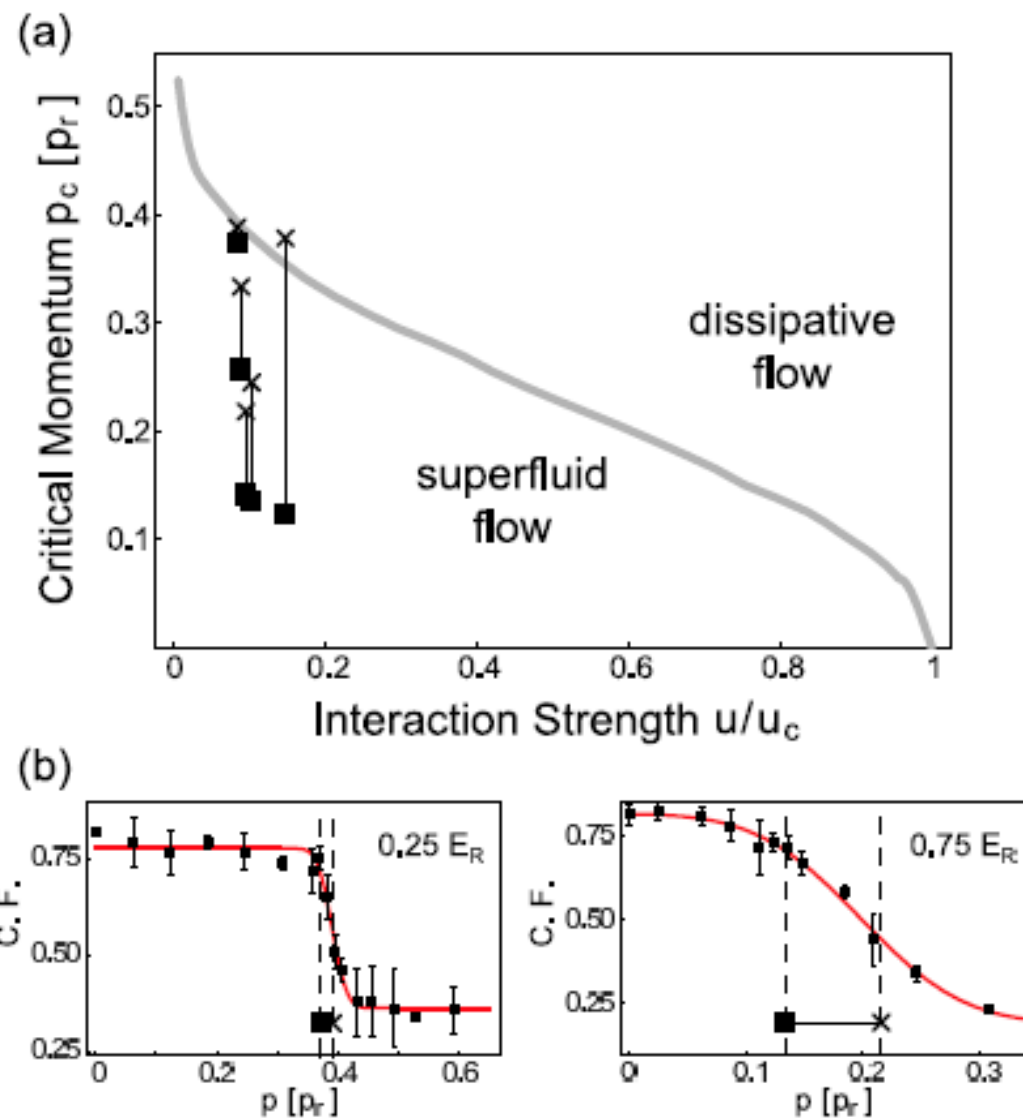 (a)
Critical Momentum p_c [p_r]
0.5
0.4
0.3
0.2
0.1
dissipative
flow
superfluid
flow
0 0.2 0.4 0.6 0.8 1
Interaction Strength u/u_c
(b)
C. F.
0.75
0.50
0.25
0.25 E_R
0 0.2 0.4 0.6
p [p_r]
C. F.
0.75
0.50
0.25
0.75 E_R
0 0.1 0.2 0.3
p [p_r]